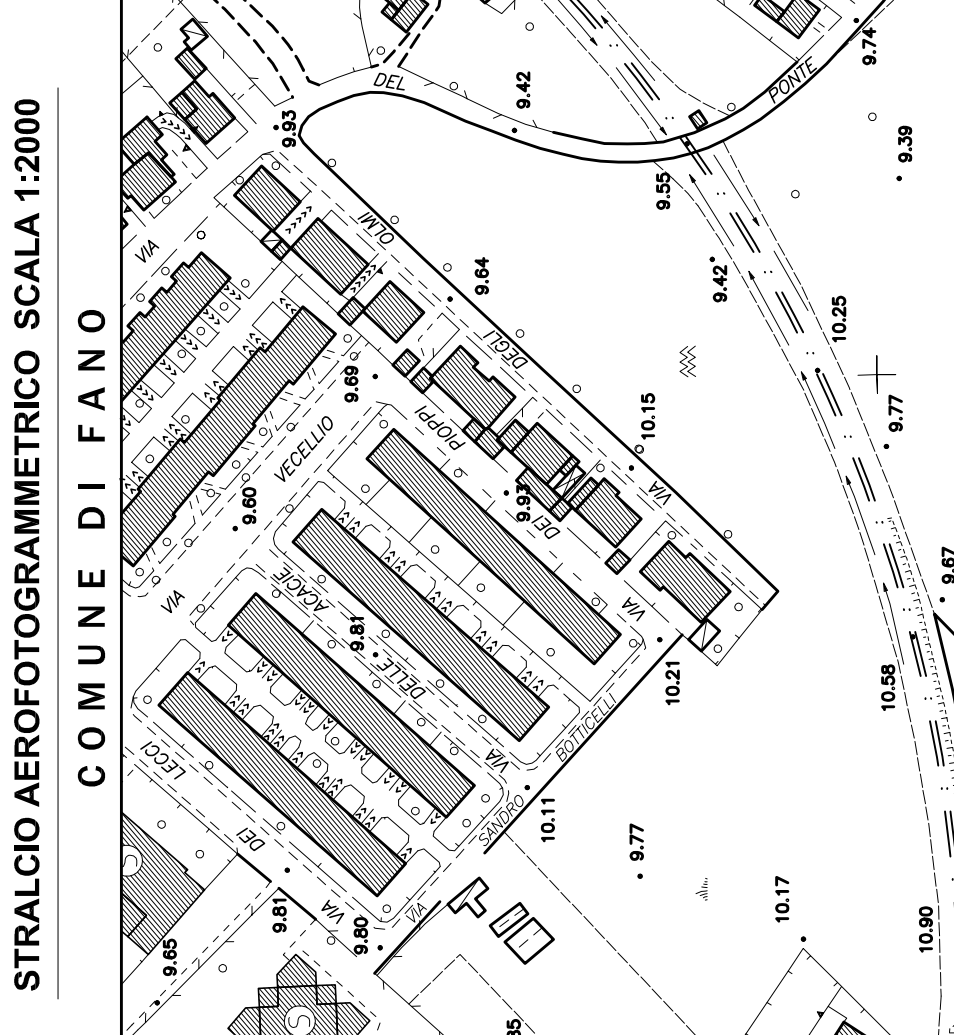 STRALCIO AEROFOTOGRAMMETRICO SCALA 1:2000
COMUNE DI FANO
DEL
PONTE
9.74
9.42
9.93
9.39
9.55
VIA
OLMI
9.64
9.42
10.25
DEGLI
9.69
10.15
9.77
PIOPPI
VECELLIO
VIA
9.60
9.93
DEI
9.67
VIA
ACACIE
VIA
9.81
DELLE
10.21
10.58
BOTTICELLI
LECCI
VIA
SANDRO
10.11
DEI
9.77
10.17
VIA
VIA
9.81
9.80
9.65
10.90
S
S